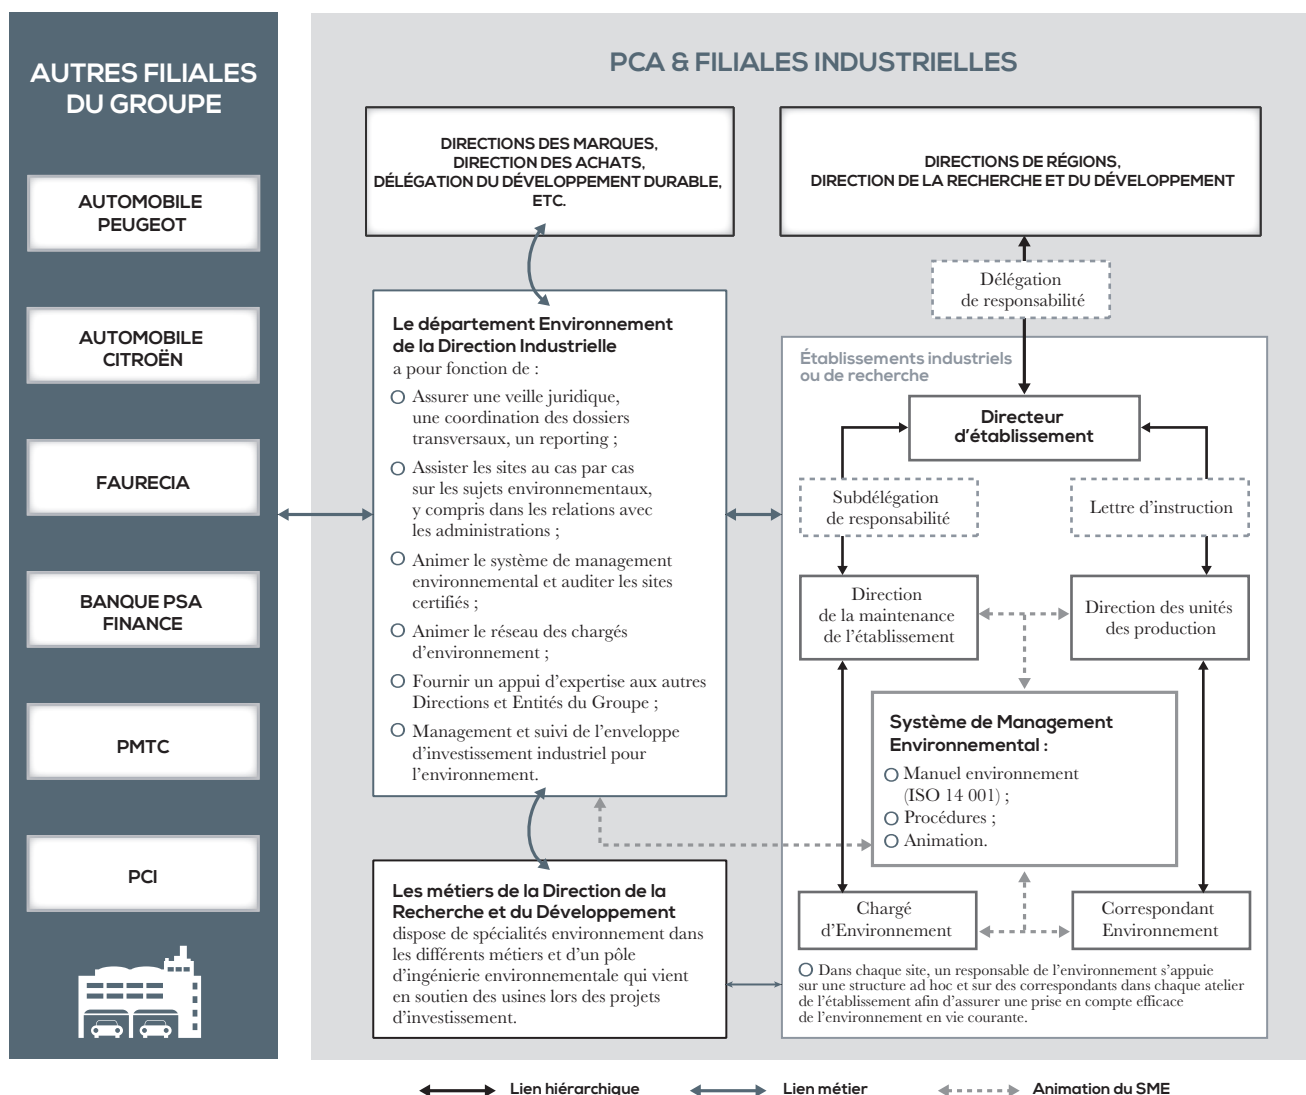 AUTRES FILIALES
DU GROUPE
AUTOMOBILE
PEUGEOT
AUTOMOBILE
CITROËN
FAURECIA
BANQUE PSA
FINANCE
PMTC
PCI
PCA & FILIALES INDUSTRIELLES
DIRECTIONS DES MARQUES,
DIRECTION DES ACHATS,
DÉLÉGATION DU DÉVELOPPEMENT DURABLE,
ETC.
Le département Environnement
de la Direction Industrielle
a pour fonction de :
Assurer une veille juridique,
une coordination des dossiers
transversaux, un reporting ;
Assister les sites au cas par cas
sur les sujets environnementaux,
y compris dans les relations avec
les administrations ;
Animer le système de management
environnemental et auditer les sites
certifiés ;
Animer le réseau des chargés
d'environnement ;
Fournir un appui d'expertise aux autres
Directions et Entités du Groupe ;
Management et suivi de l'enveloppe
d'investissement industriel pour
l'environnement.
Les métiers de la Direction de la
Recherche et du Développement
dispose de spécialités environnement dans
les différents métiers et d'un pôle
d'ingénierie environnementale qui vient
en soutien des usines lors des projets
d'investissement.
DIRECTIONS DE RÉGIONS,
DIRECTION DE LA RECHERCHE ET DU DÉVELOPPEMENT
Délégation
de responsabilité
Établissements industriels
ou de recherche
Directeur
d'établissement
Subdélégation
de responsabilité
Lettre d'instruction
Direction
de la maintenance
de l'établissement
Direction des unités
des production
Système de Management
Environnemental :
Manuel environnement
(ISO 14 001) ;
Procédures ;
Animation.
Chargé
d'Environnement
Correspondant
Environnement
Dans chaque site, un responsable de l'environnement s'appuie
sur une structure ad hoc et sur des correspondants dans chaque atelier
de l'établissement afin d'assurer une prise en compte efficace
de l'environnement en vie courante.
Lien hiérarchique
Lien métier
Animation du SME